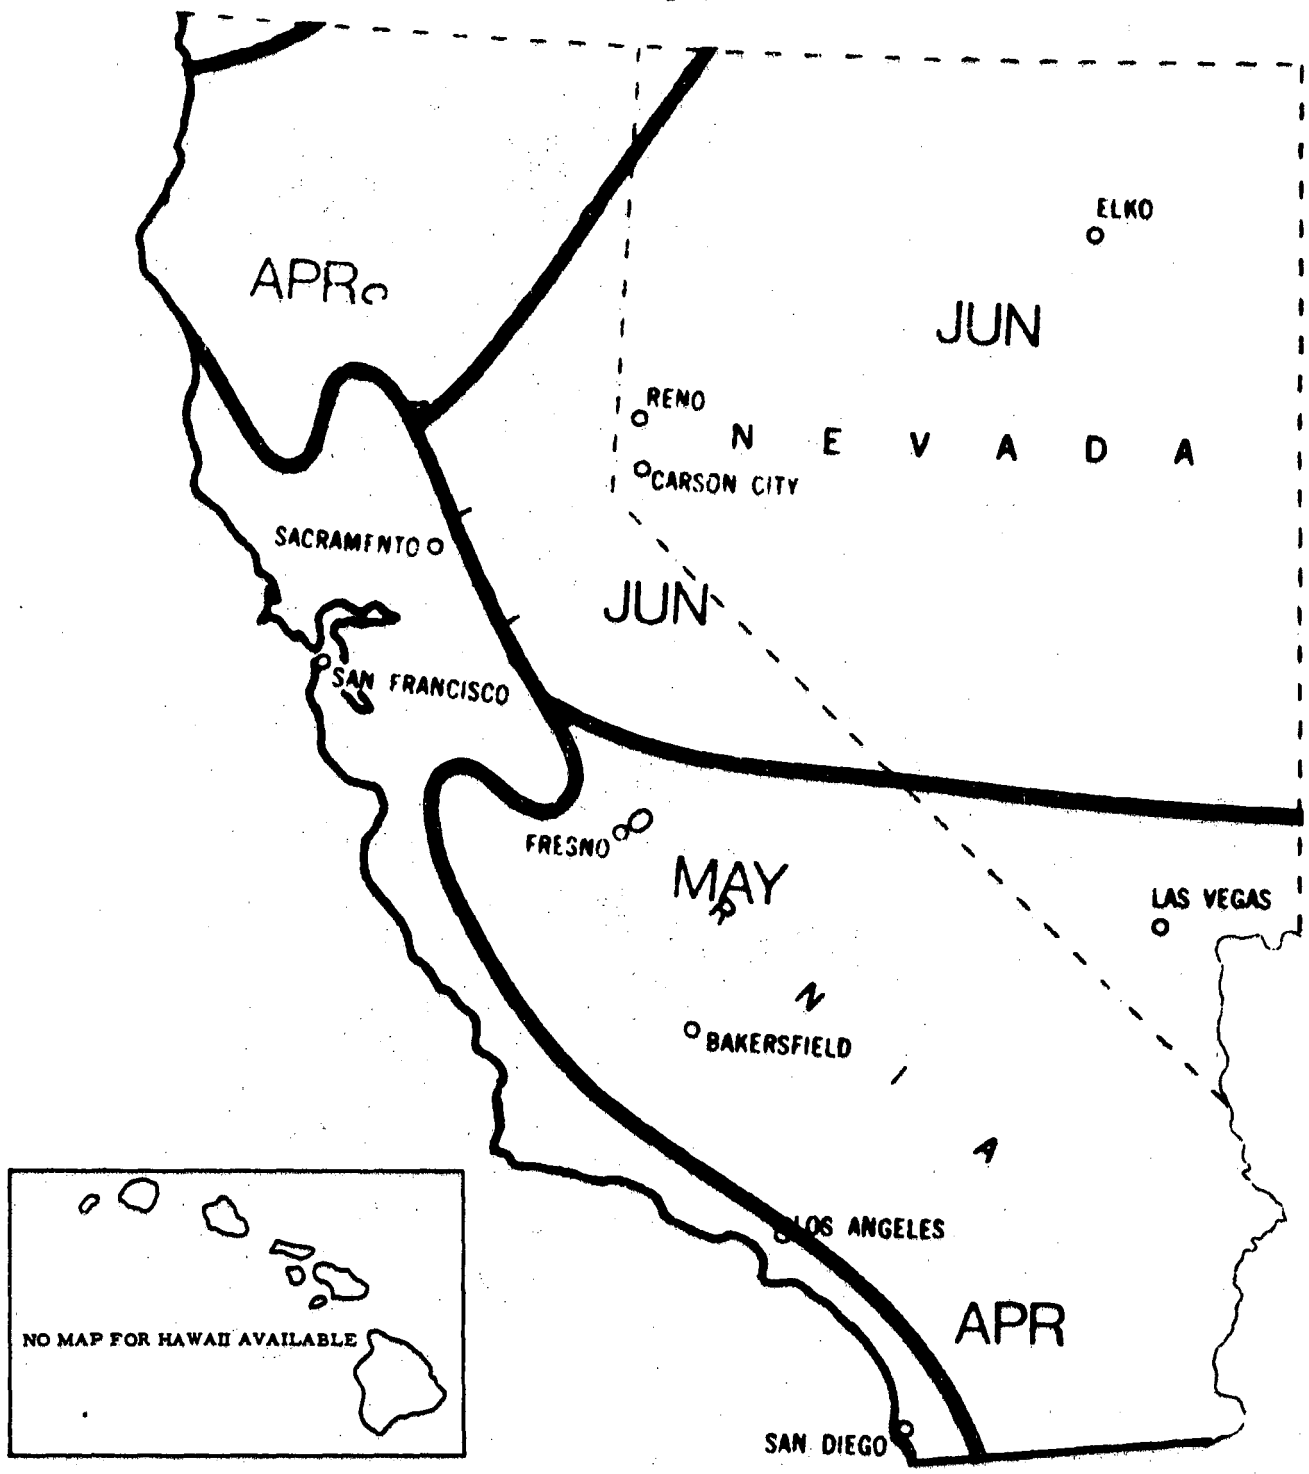 ELKO
APR
JUN
RENO
N E V A D A
CARSON CITY
SACRAMENTO
JUN
SAN FRANCISCO
FRESNO
MAY
LAS VEGAS
R
N
BAKERSFIELD
I
A
LOS ANGELES
APR
NO MAP FOR HAWAII AVAILABLE
SAN DIEGO